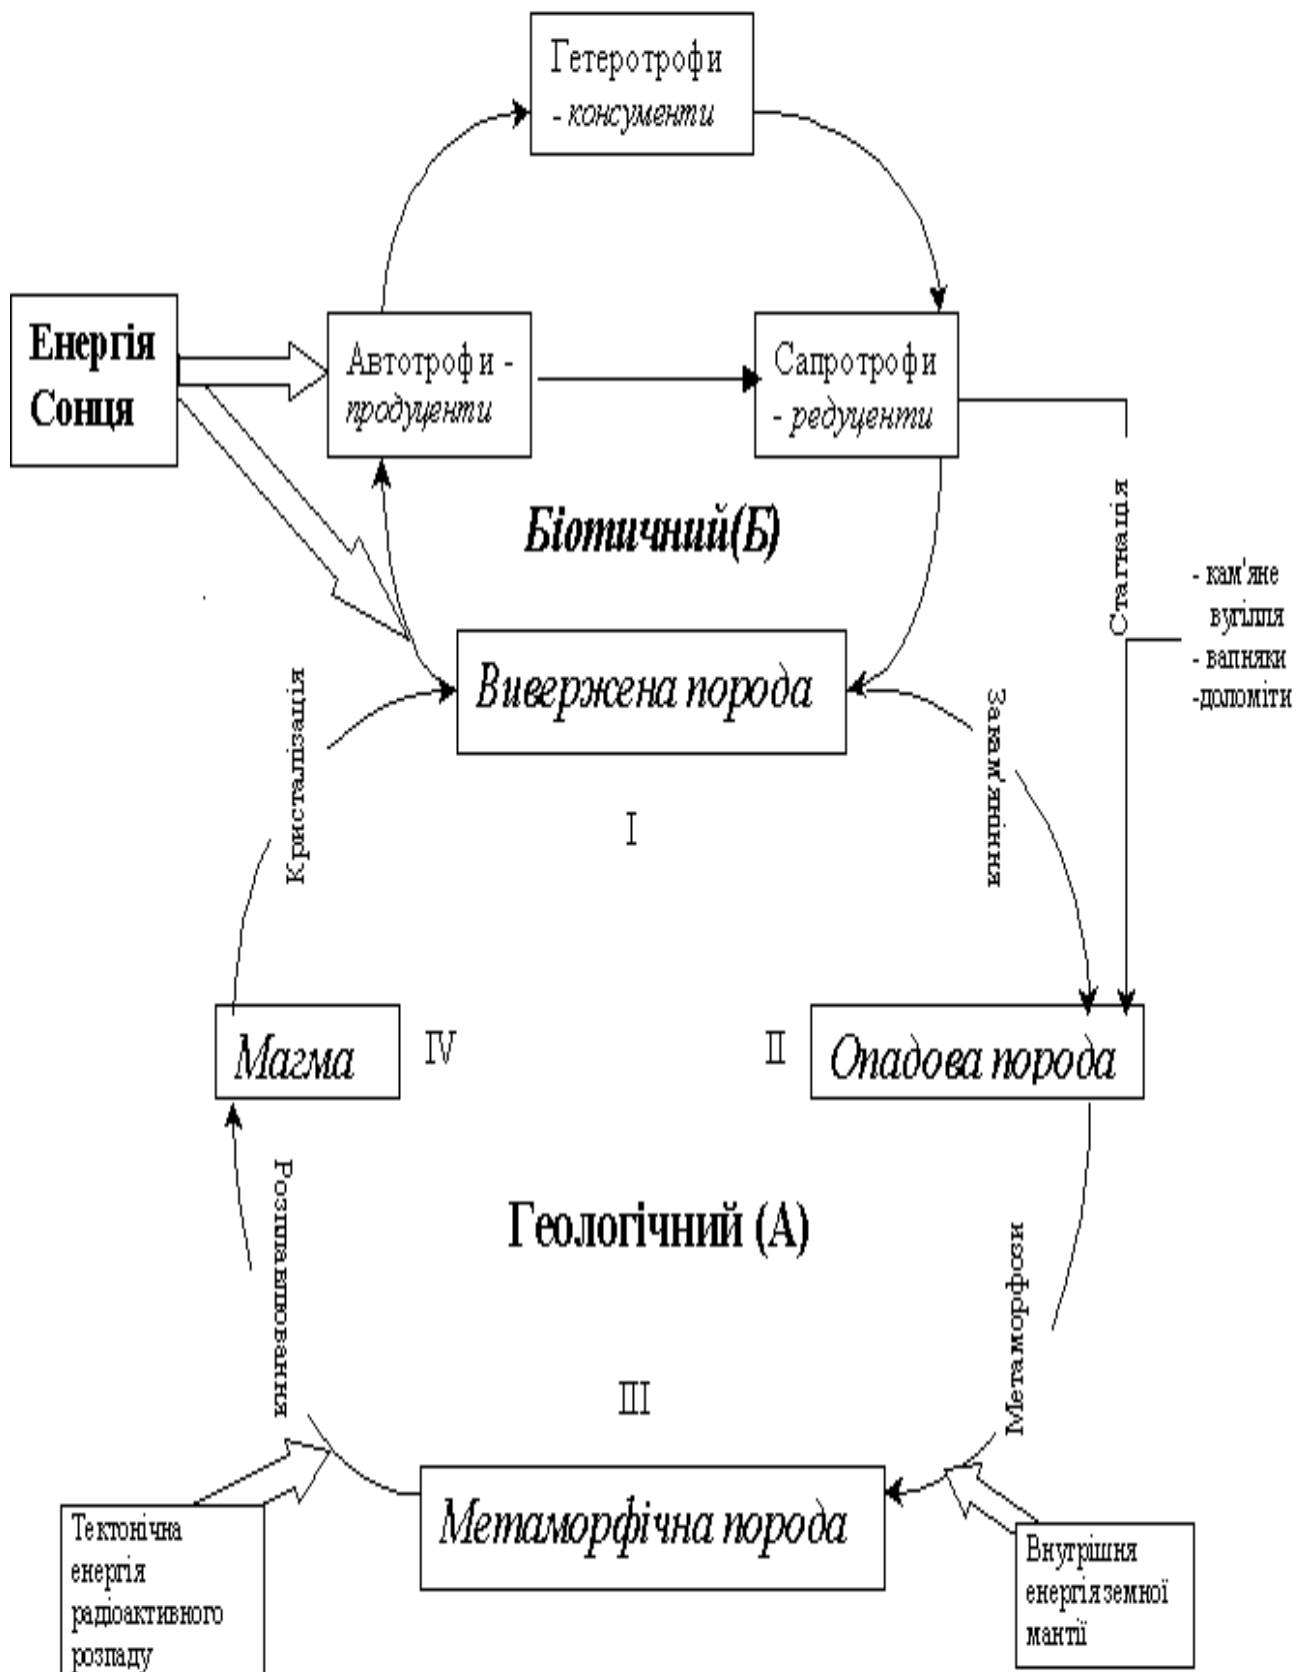 Гетеротрофи
- консументи
Енергія
Сонця
Автотрофи -
продуценти
Сапротрофи
- редуценти
Біотичний(Б)
Стагнація
- кам'яне
вугілля
- вапняки
-доломіти
Вивержена порода
Кристалізація
Закам'яніння
I
Магма
IV
II
Опадова порода
Розплавлювання
Геологічний (А)
Метаморфози
III
Метаморфічна порода
Тектонічна
енергія
радіоактивного
розпаду
Внутрішня
енергія земної
мантії